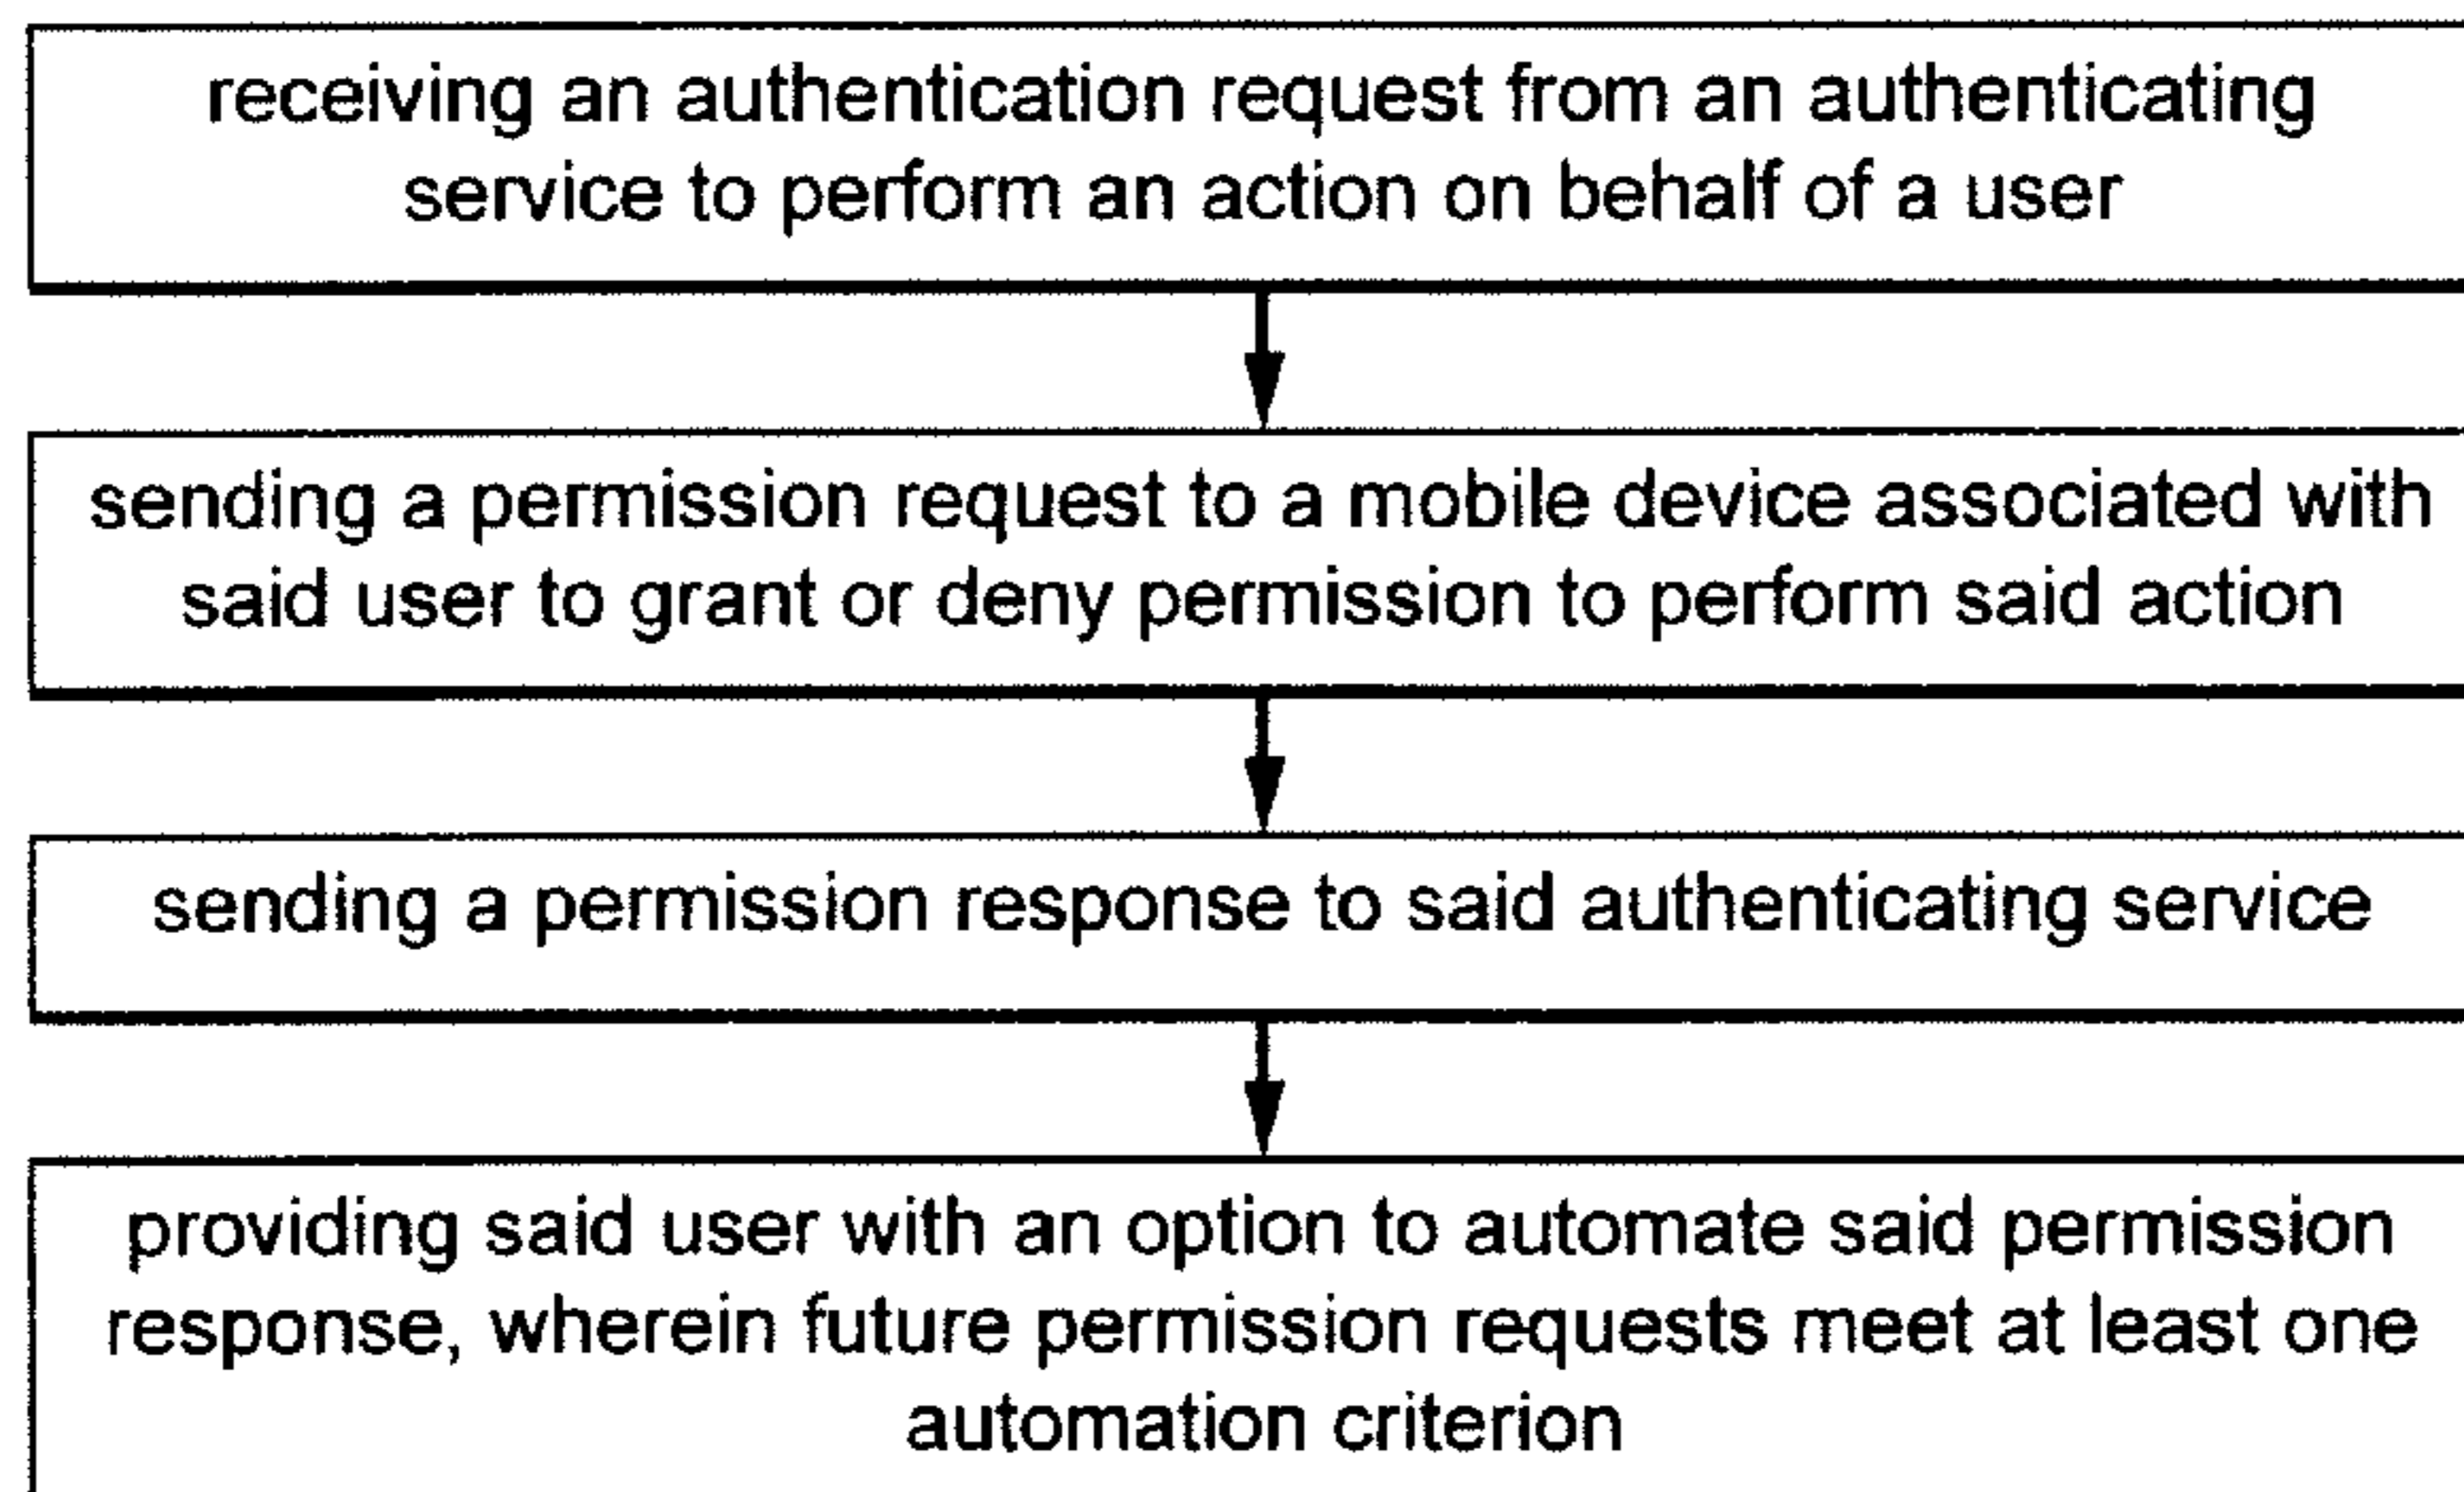 receiving an authentication request from an authenticating
service to perform an action on behalf of a user
sending a permission request to a mobile device associated with
said user to grant or deny permission to perform said action
sending a permission response to said authenticating service
providing said user with an option to automate said permission
response, wherein future permission requests meet at least one
automation criterion